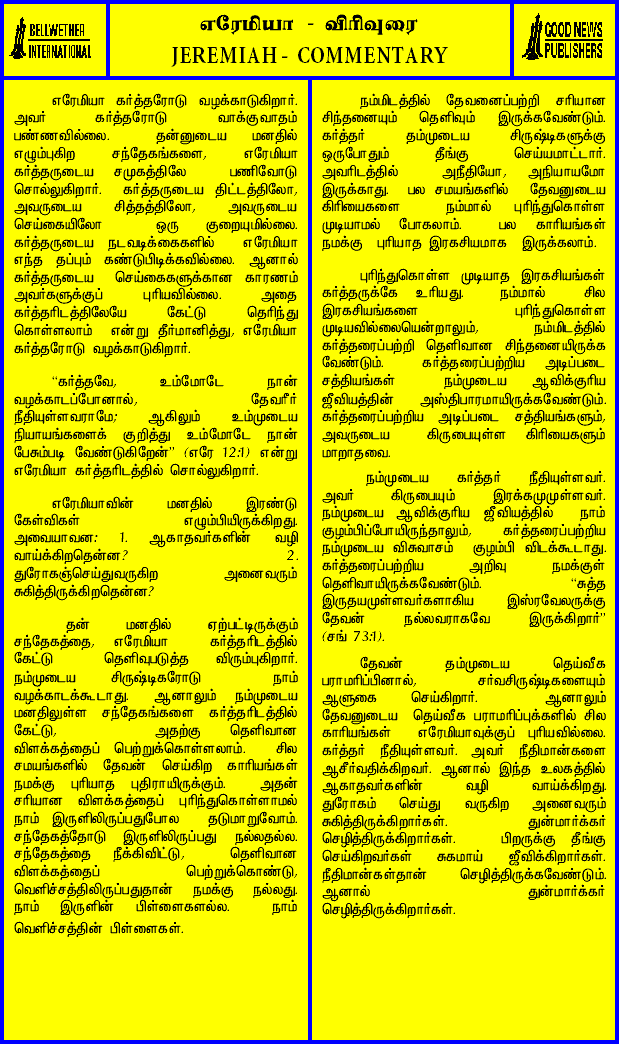 BELLWETHER
INTERNATIONAL
எரேமியா - விரிவுரை
JEREMIAH - COMMENTARY
GOOD NEWS
PUBLISHERS
எரேமியா கர்த்தரோடு வழக்காடுகிறார்.
அவர் கர்த்தரோடு வாக்குவாதம்
பண்ணவில்லை. தன்னுடைய மனதில்
எழும்புகிற சந்தேகங்களை, எரேமியா
கர்த்தருடைய சமுகத்திலே பணிவோடு
சொல்லுகிறார். கர்த்தருடைய திட்டத்திலோ,
அவருடைய சித்தத்திலோ, அவருடைய
செய்கையிலோ ஒரு குறையுமில்லை.
கர்த்தருடைய நடவடிக்கைகளில் எரேமியா
எந்த தப்பும் கண்டுபிடிக்கவில்லை. ஆனால்
கர்த்தருடைய செய்கைகளுக்கான காரணம்
அவர்களுக்குப் புரியவில்லை. அதை
கர்த்தரிடத்திலேயே கேட்டு தெரிந்து
கொள்ளலாம் என்று தீர்மானித்து, எரேமியா
கர்த்தரோடு வழக்காடுகிறார்.
“கர்த்தவே, உம்மோடே நான்
வழக்காடப்போனால், தேவரீர்
நீதியுள்ளவராமே; ஆகிலும் உம்முடைய
நியாயங்களைக் குறித்து உம்மோடே நான்
பேசும்படி வேண்டுகிறேன்” (எரே 12:1) என்று
எரேமியா கர்த்தரிடத்தில் சொல்லுகிறார்.
எரேமியாவின் மனதில் இரண்டு
கேள்விகள் எழும்பியிருக்கிறது.
அவையாவன: 1. ஆகாதவர்களின் வழி
வாய்க்கிறதென்ன? 2.
துரோகஞ்செய்துவருகிற அனைவரும்
சுகித்திருக்கிறதென்ன?
தன் மனதில் ஏற்பட்டிருக்கும்
சந்தேகத்தை, எரேமியா கர்த்தரிடத்தில்
கேட்டு தெளிவுபடுத்த விரும்புகிறார்.
நம்முடைய சிருஷ்டிகரோடு நாம்
வழக்காடக்கூடாது. ஆனாலும் நம்முடைய
மனதிலுள்ள சந்தேகங்களை கர்த்தரிடத்தில்
கேட்டு, அதற்கு தெளிவான
விளக்கத்தைப் பெற்றுக்கொள்ளலாம். சில
சமயங்களில் தேவன் செய்கிற காரியங்கள்
நமக்கு புரியாத புதிராயிருக்கும். அதன்
சரியான விளக்கத்தைப் புரிந்துகொள்ளாமல்
நாம் இருளிலிருப்பதுபோல தடுமாறுவோம்.
சந்தேகத்தோடு இருளிலிருப்பது நல்லதல்ல.
சந்தேகத்தை நீக்கிவிட்டு, தெளிவான
விளக்கத்தைப் பெற்றுக்கொண்டு,
வெளிச்சத்திலிருப்பதுதான் நமக்கு நல்லது.
நாம் இருளின் பிள்ளைகளல்ல. நாம்
வெளிச்சத்தின் பிள்ளைகள்.
நம்மிடத்தில் தேவனைப்பற்றி சரியான
சிந்தனையும் தெளிவும் இருக்கவேண்டும்.
கர்த்தர் தம்முடைய சிருஷ்டிகளுக்கு
ஒருபோதும் தீங்கு செய்யமாட்டார்.
அவரிடத்தில் அநீதியோ, அநியாயமோ
இருக்காது. பல சமயங்களில் தேவனுடைய
கிரியைகளை நம்மால் புரிந்துகொள்ள
முடியாமல் போகலாம். பல காரியங்கள்
நமக்கு புரியாத இரகசியமாக இருக்கலாம்.
புரிந்துகொள்ள முடியாத இரகசியங்கள்
கர்த்தருக்கே உரியது. நம்மால் சில
இரகசியங்களை புரிந்துகொள்ள
முடியவில்லையென்றாலும், நம்மிடத்தில்
கர்த்தரைப்பற்றி தெளிவான சிந்தனையிருக்க
வேண்டும். கர்த்தரைப்பற்றிய அடிப்படை
சத்தியங்கள் நம்முடைய ஆவிக்குரிய
ஜீவியத்தின் அஸ்திபாரமாயிருக்கவேண்டும்.
கர்த்தரைப்பற்றிய அடிப்படை சத்தியங்களும்,
அவருடைய கிருபையுள்ள கிரியைகளும்
மாறாதவை.
நம்முடைய கர்த்தர் நீதியுள்ளவர்.
அவர் கிருபையும் இரக்கமுமுள்ளவர்.
நம்முடைய ஆவிக்குரிய ஜீவியத்தில் நாம்
குழம்பிப்போயிருந்தாலும், கர்த்தரைப்பற்றிய
நம்முடைய விசுவாசம் குழம்பி விடக்கூடாது.
கர்த்தரைப்பற்றிய அறிவு நமக்குள்
தெளிவாயிருக்கவேண்டும். “சுத்த
இருதயமுள்ளவர்களாகிய இஸ்ரவேலருக்கு
தேவன் நல்லவராகவே இருக்கிறார்”
(சங் 73:1).
தேவன் தம்முடைய தெய்வீக
பராமரிப்பினால், சர்வசிருஷ்டிகளையும்
ஆளுகை செய்கிறார். ஆனாலும்
தேவனுடைய தெய்வீக பராமரிப்புக்களில் சில
காரியங்கள் எரேமியாவுக்குப் புரியவில்லை.
கர்த்தர் நீதியுள்ளவர். அவர் நீதிமான்களை
ஆசீர்வதிக்கிறவர். ஆனால் இந்த உலகத்தில்
ஆகாதவர்களின் வழி வாய்க்கிறது.
துரோகம் செய்து வருகிற அனைவரும்
சுகித்திருக்கிறார்கள். துன்மார்க்கர்
செழித்திருக்கிறார்கள். பிறருக்கு தீங்கு
செய்கிறவர்கள் சுகமாய் ஜீவிக்கிறார்கள்.
நீதிமான்கள்தான் செழித்திருக்கவேண்டும்.
ஆனால் துன்மார்க்கர்
செழித்திருக்கிறார்கள்.